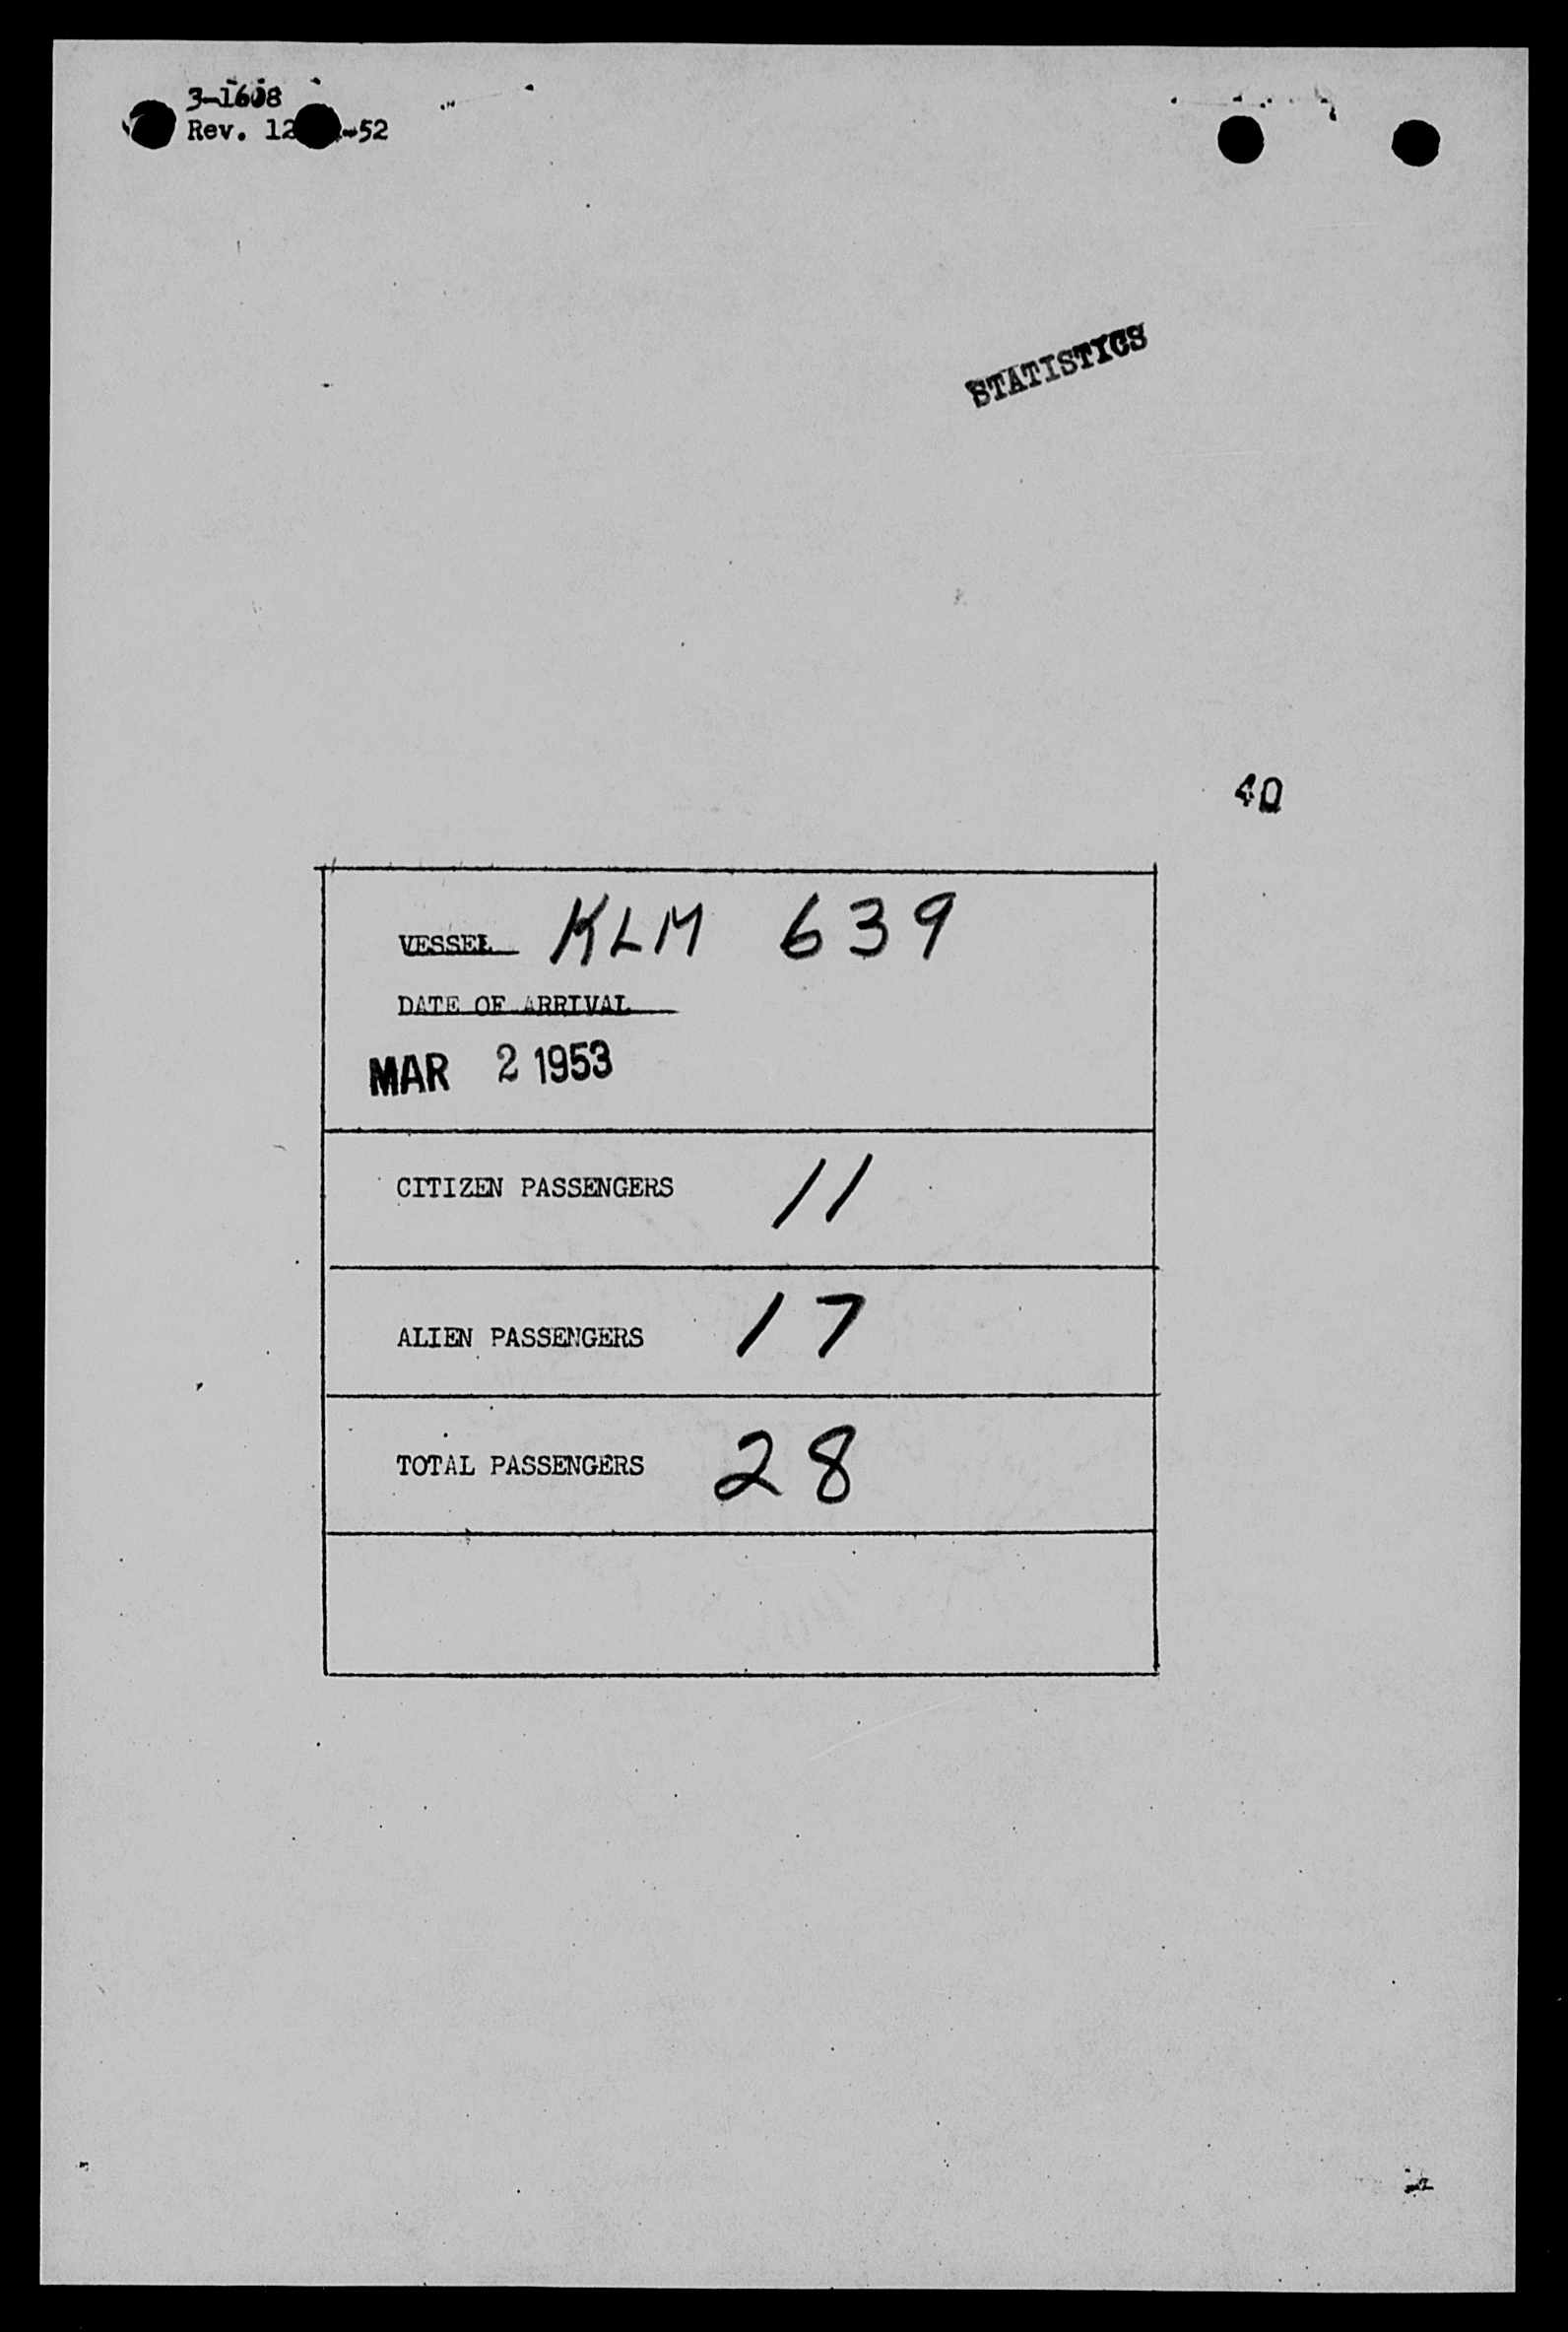 3-1608
Rev. 12 -52
STATISTICS
40
VESSEL KLM 639
DATE OF ARRIVAL
MAR 2 1953
CITIZEN PASSENGERS 11
ALIEN PASSENGERS 17
TOTAL PASSENGERS 28